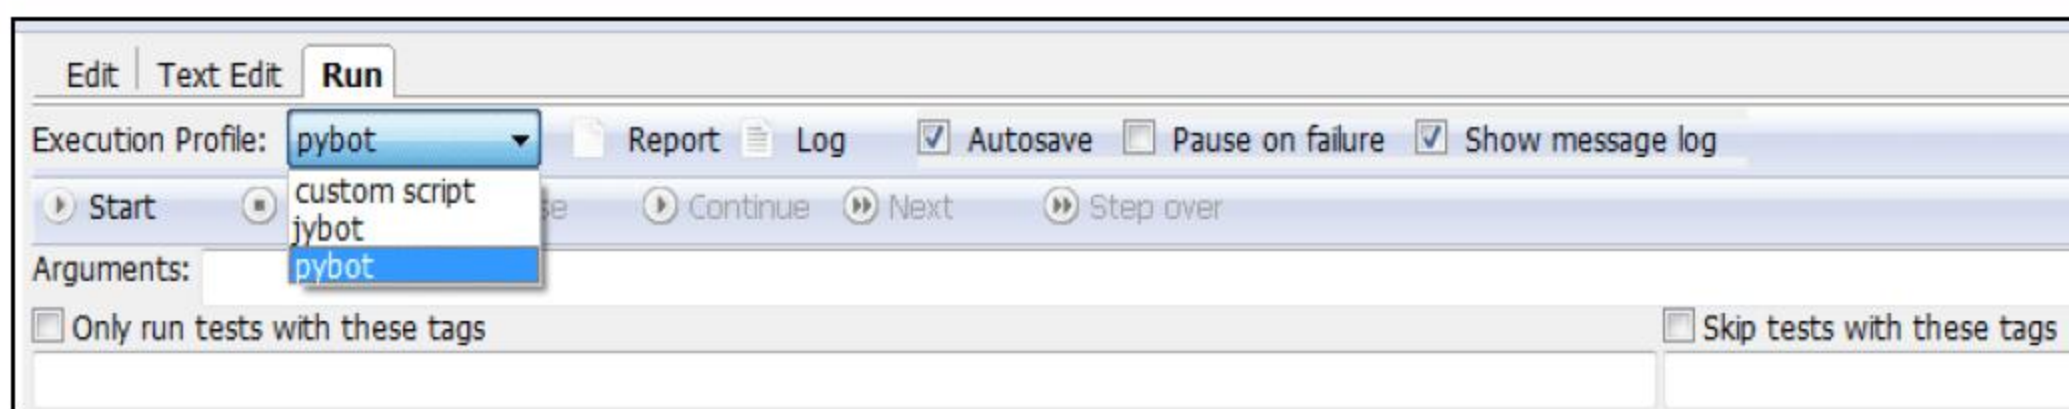 Edit Text Edit Run
Execution Profile: pybot Report Log Autosave Pause on failure Show message log
custom script
jybot
pybot
Start Continue Next Step over
Arguments:
Only run tests with these tags Skip tests with these tags